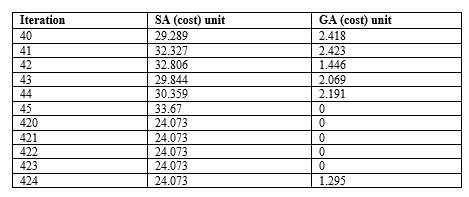 Iteration SA (cost) unit GA (cost) unit
40 29.289 2.418
41 32.327 2.423
42 32.806 1.446
43 29.844 2.069
44 30.359 2.191
45 33.67 0
420 24.073 0
421 24.073 0
422 24.073 0
423 24.073 0
424 24.073 1.295